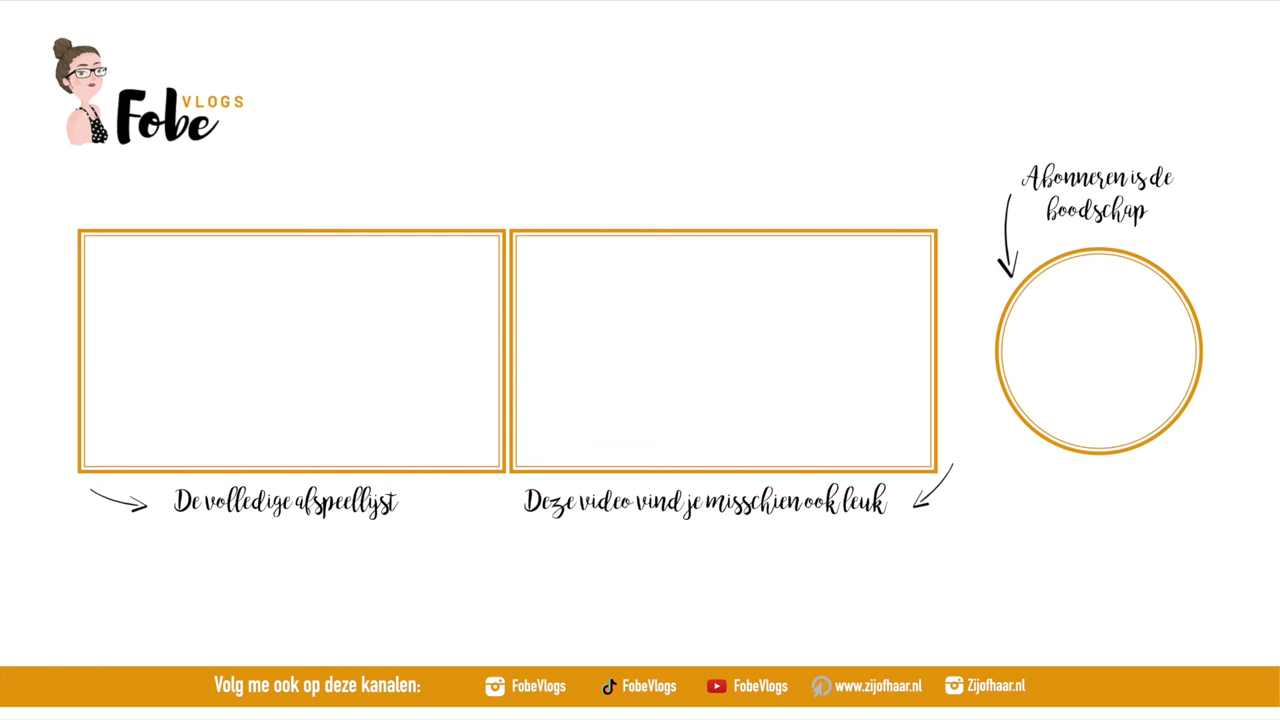 VLOGS
Fobe
Abonneren is de
boodschap
De volledige afspeellijst
Deze video vind je misschien ook leuk
Volg me ook op deze kanalen:
FobeVlogs
FobeVlogs
FobeVlogs
www.zijofhaar.nl
Zijofhaar.nl